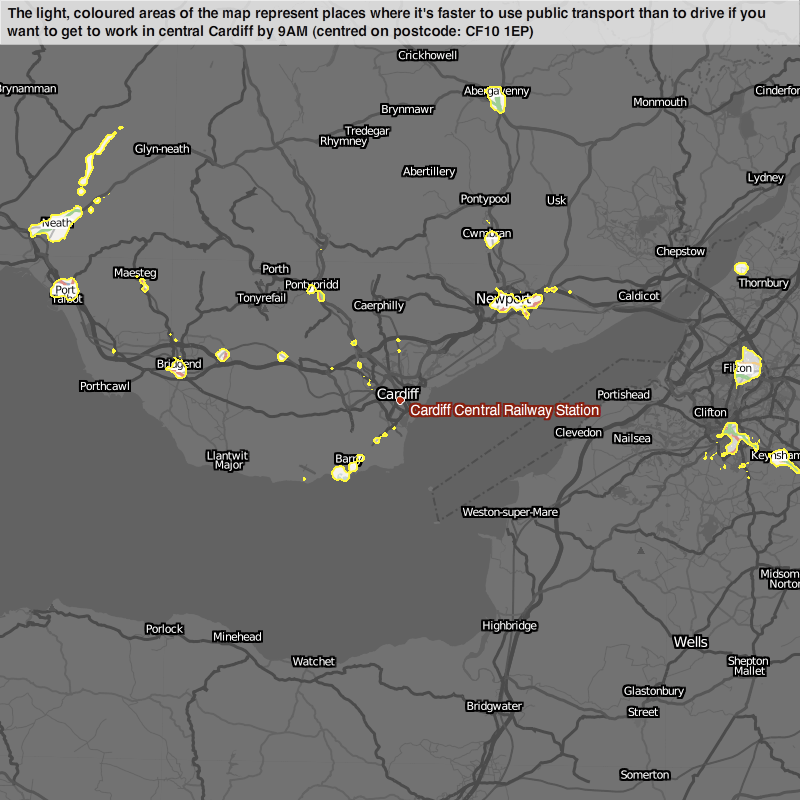 The light, coloured areas of the map represent places where it's faster to use public transport than to drive if you
want to get to work in central Cardiff by 9AM (centred on postcode: CF10 1EP)
Crickhowell
Brynamman
Abergavenny
Cinderfor
Monmouth
Brynmawr
Tredegar
Rhymney
Glyn-neath
Abertillery
Lydney
Pontypool
Usk
Neath
Cwmbran
Chepstow
Maesteg
Porth
Thornbury
Port
Talbot
Pontypridd
Tonyrefail
Newport
Caldicot
Caerphilly
Bridgend
Filton
Porthcawl
Cardiff
Portishead
Cardiff Central Railway Station
Clifton
Clevedon
Nailsea
Llantwit
Major
Barry
Keynsham
Weston-super-Mare
Midsom
Norto
Porlock
Minehead
Highbridge
Wells
Watchet
Shepton
Mallet
Glastonbury
Bridgwater
Street
Somerton